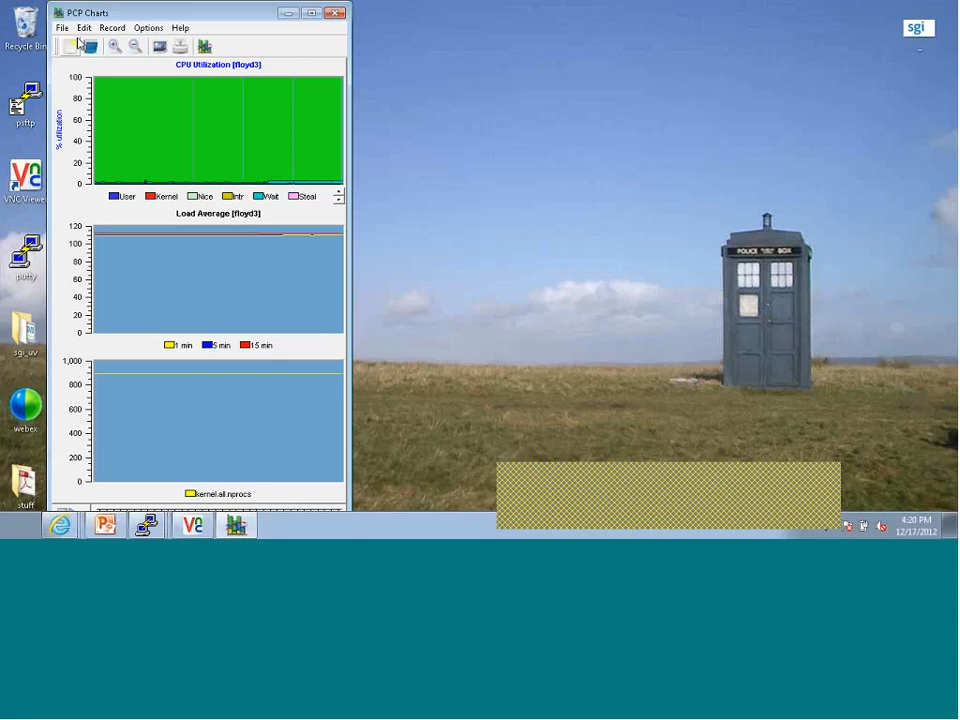 PCP Charts
File Edit Record Options Help
CPU Utilization [floyd3]
100
80
60
40
20
0
% utilization
User Kernel Nice Intr Wait Steal
Load Average [floyd3]
120
100
80
60
40
20
0
1 min 5 min 15 min
1,000
800
600
400
200
0
kernel.all.nprocs
Recycle Bin
psftp
VNC Viewer
putty
sgi_uv
webex
stuff
sgi
POLICE BOX
4:20 PM
12/17/2012